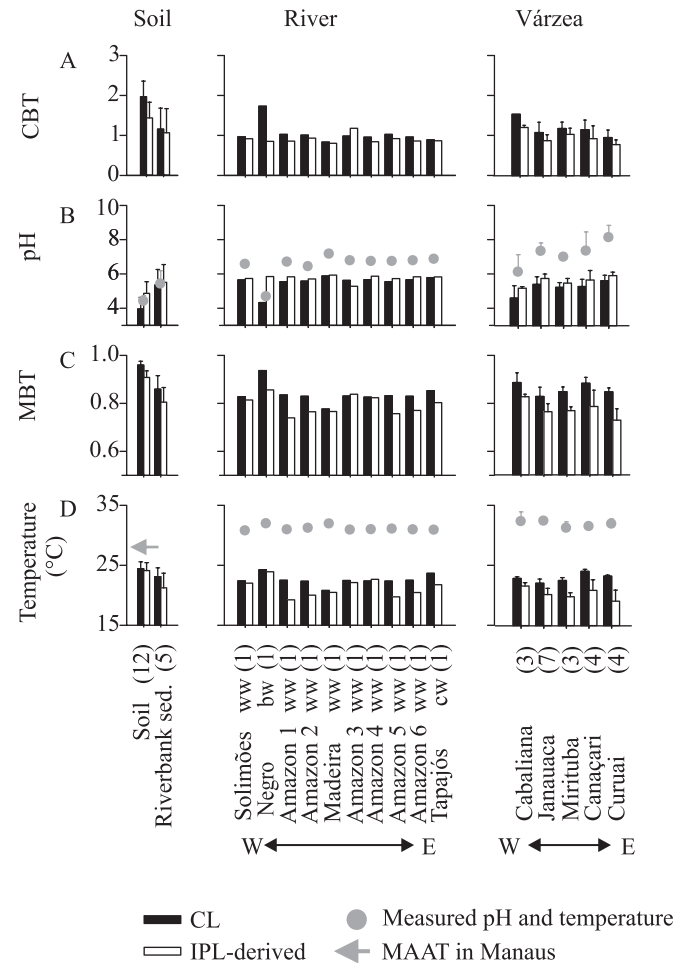 Soil River Várzea
A
CBT
3
2
1
0
B
pH
10
8
6
4
C
MBT
1.0
0.8
0.6
D
Temperature
(°C)
35
25
15
Soil (12)
Riverbank sed. (5)
Solimões ww (1)
Negro bw (1)
Amazon 1 ww (1)
Amazon 2 ww (1)
Madeira ww (1)
Amazon 3 ww (1)
Amazon 4 ww (1)
Amazon 5 ww (1)
Amazon 6 ww (1)
Tapajós cw (1)
Cabaliana (3)
Janauaca (7)
Mirituba (3)
Canaçari (4)
Curuai (4)
W E W E
CL Measured pH and temperature
IPL-derived MAAT in Manaus